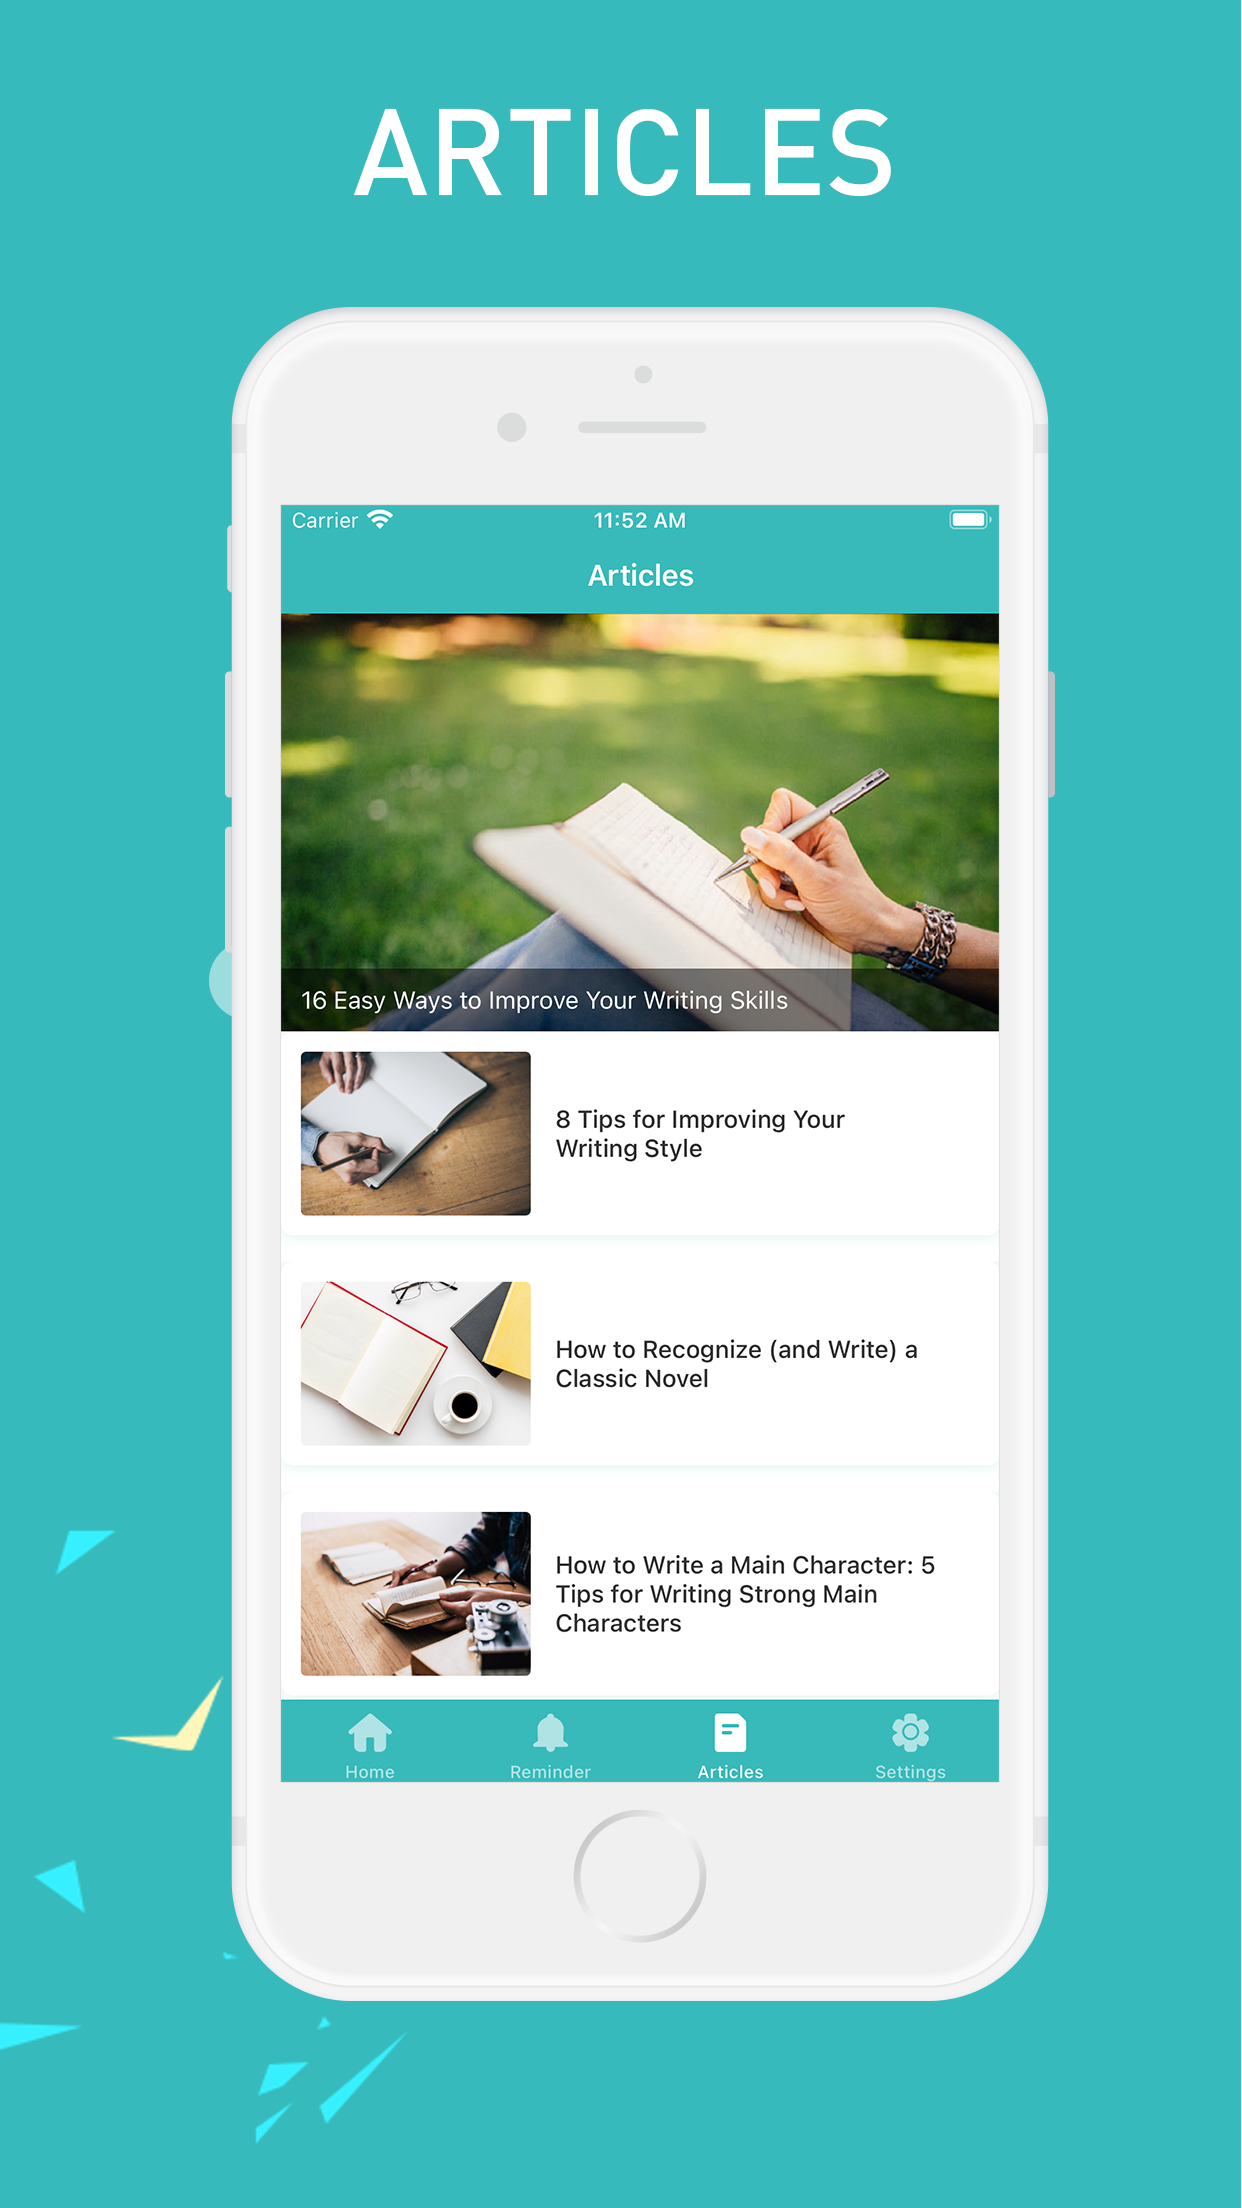 ARTICLES
Carrier
11:52 AM
Articles
16 Easy Ways to Improve Your Writing Skills
8 Tips for Improving Your
Writing Style
How to Recognize (and Write) a
Classic Novel
How to Write a Main Character: 5
Tips for Writing Strong Main
Characters
Home
Reminder
Articles
Settings